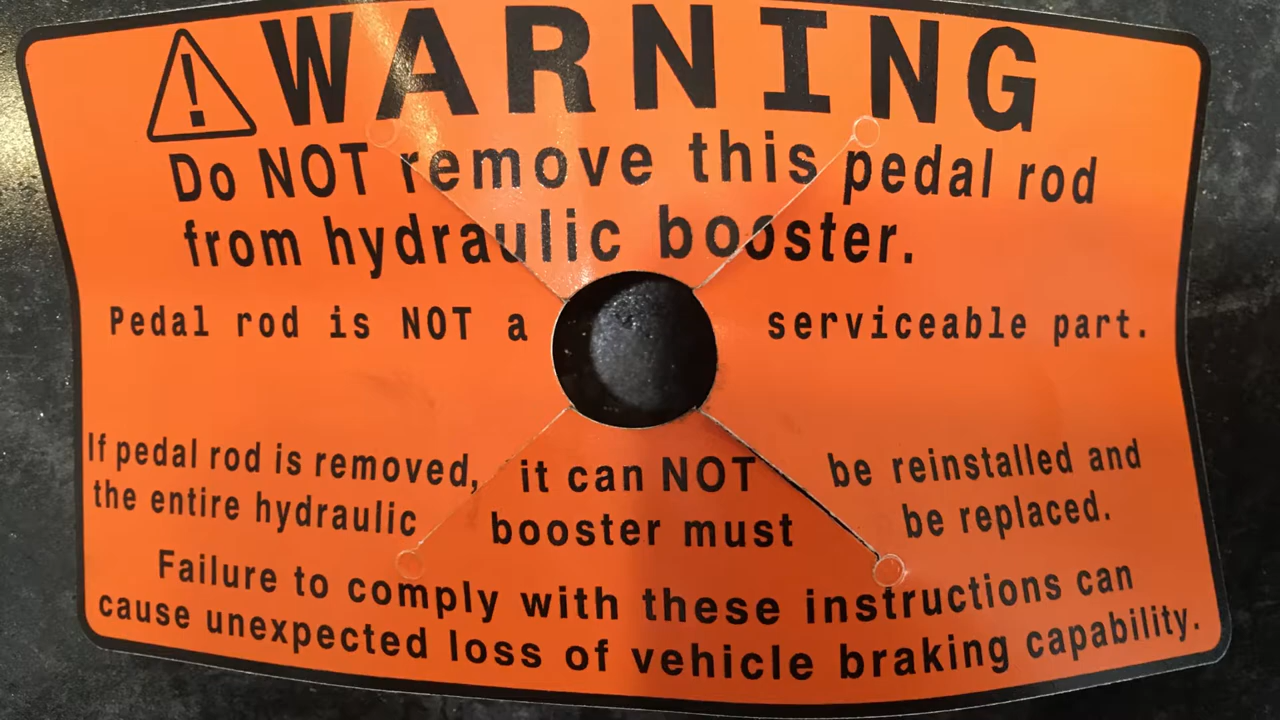 WARNING
Do NOT remove this pedal rod
from hydraulic booster.
Pedal rod is NOT a serviceable part.
If pedal rod is removed, it can NOT be reinstalled and
the entire hydraulic booster must be replaced.
Failure to comply with these instructions can
cause unexpected loss of vehicle braking capability.